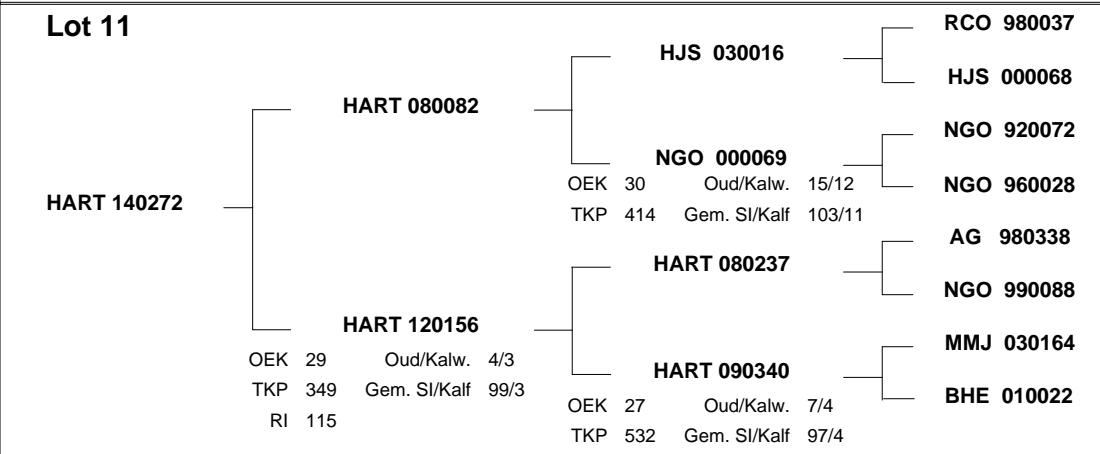 Lot 11
RCO 980037
HJS 030016
HJS 000068
HART 080082
NGO 920072
NGO 000069
OEK 30 Oud/Kalw. 15/12
NGO 960028
HART 140272
TKP 414 Gem. SI/Kalf 103/11
AG 980338
HART 080237
NGO 990088
HART 120156
MMJ 030164
OEK 29 Oud/Kalw. 4/3
HART 090340
TKP 349 Gem. SI/Kalf 99/3
BHE 010022
OEK 27 Oud/Kalw. 7/4
RI 115
TKP 532 Gem. SI/Kalf 97/4